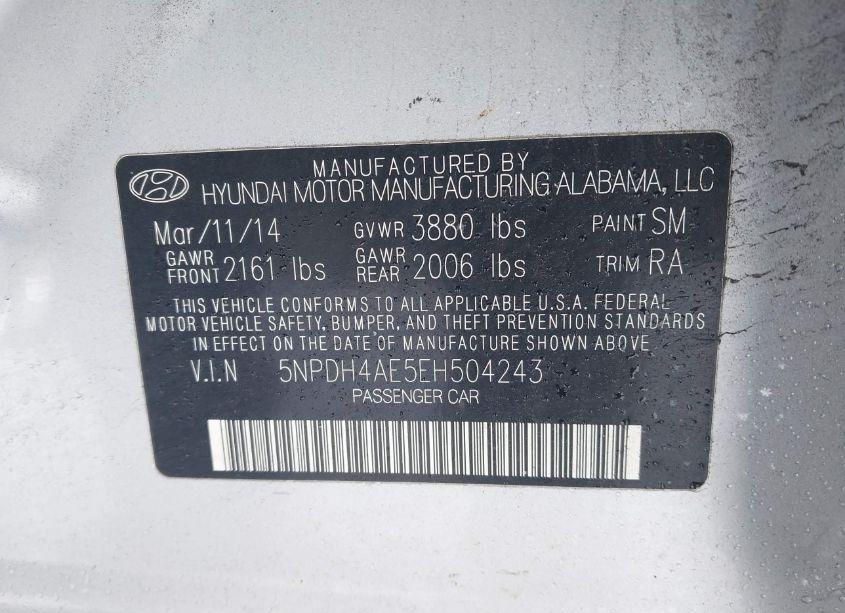 MANUFACTURED BY
HYUNDAI MOTOR MANUFACTURING ALABAMA, LLC
Mar/11/14 GVWR 3880 lbs PAINT SM
GAWR FRONT 2161 lbs GAWR REAR 2006 lbs TRIM RA
THIS VEHICLE CONFORMS TO ALL APPLICABLE U.S.A. FEDERAL
MOTOR VEHICLE SAFETY, BUMPER, AND THEFT PREVENTION STANDARDS
IN EFFECT ON THE DATE OF MANUFACTURE SHOWN ABOVE
V.I.N 5NPDH4AE5EH504243
PASSENGER CAR